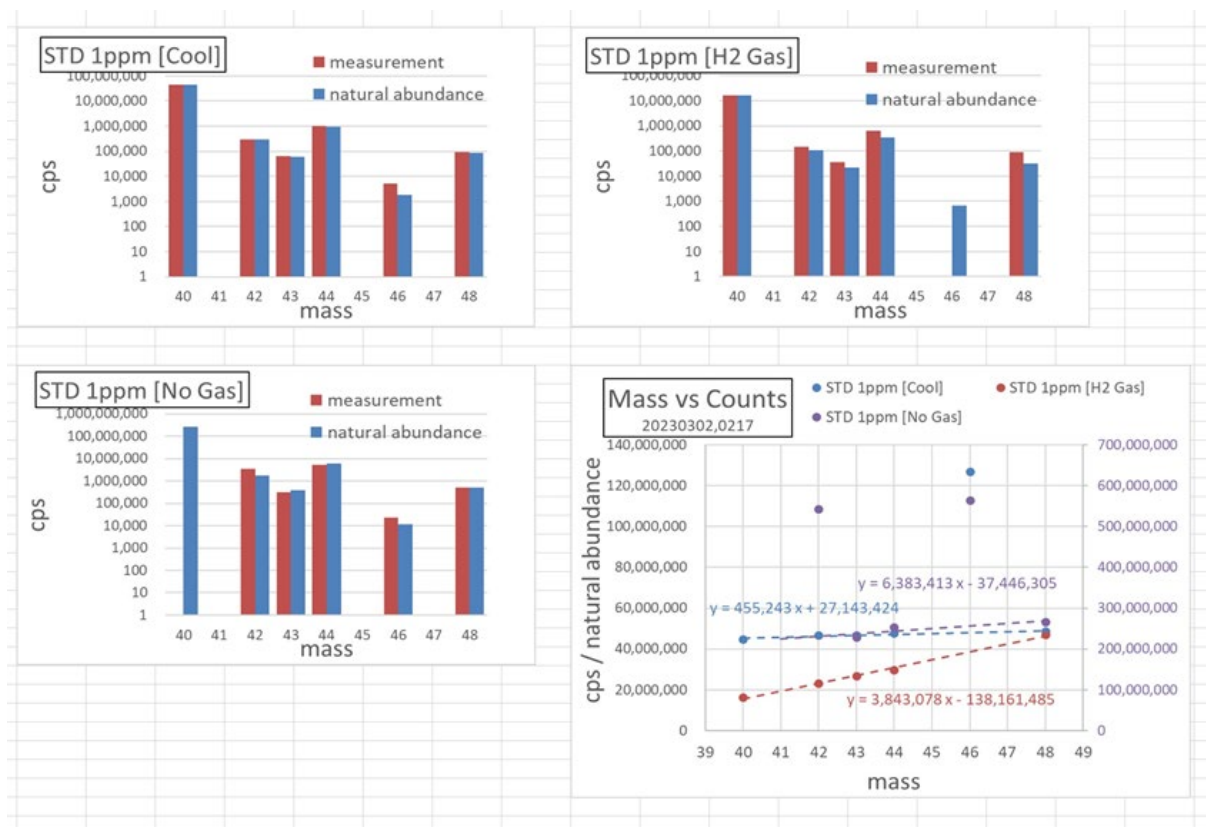 STD 1ppm [Cool]
measurement
natural abundance
100,000,000
10,000,000
1,000,000
100,000
10,000
1,000
100
10
1
cps
40 41 42 43 44 45 46 47 48
mass
STD 1ppm [H2 Gas]
measurement
natural abundance
100,000,000
10,000,000
1,000,000
100,000
10,000
1,000
100
10
1
cps
40 41 42 43 44 45 46 47 48
mass
STD 1ppm [No Gas]
measurement
natural abundance
1,000,000,000
100,000,000
10,000,000
1,000,000
100,000
10,000
1,000
100
10
1
cps
40 41 42 43 44 45 46 47 48
mass
Mass vs Counts
20230302,0217
STD 1ppm [Cool]
STD 1ppm [H2 Gas]
STD 1ppm [No Gas]
140,000,000
120,000,000
100,000,000
80,000,000
60,000,000
40,000,000
20,000,000
0
cps / natural abundance
700,000,000
600,000,000
500,000,000
400,000,000
300,000,000
200,000,000
100,000,000
0
y = 6,383,413 x - 37,446,305
y = 455,243 x + 27,143,424
y = 3,843,078 x - 138,161,485
39 40 41 42 43 44 45 46 47 48 49
mass